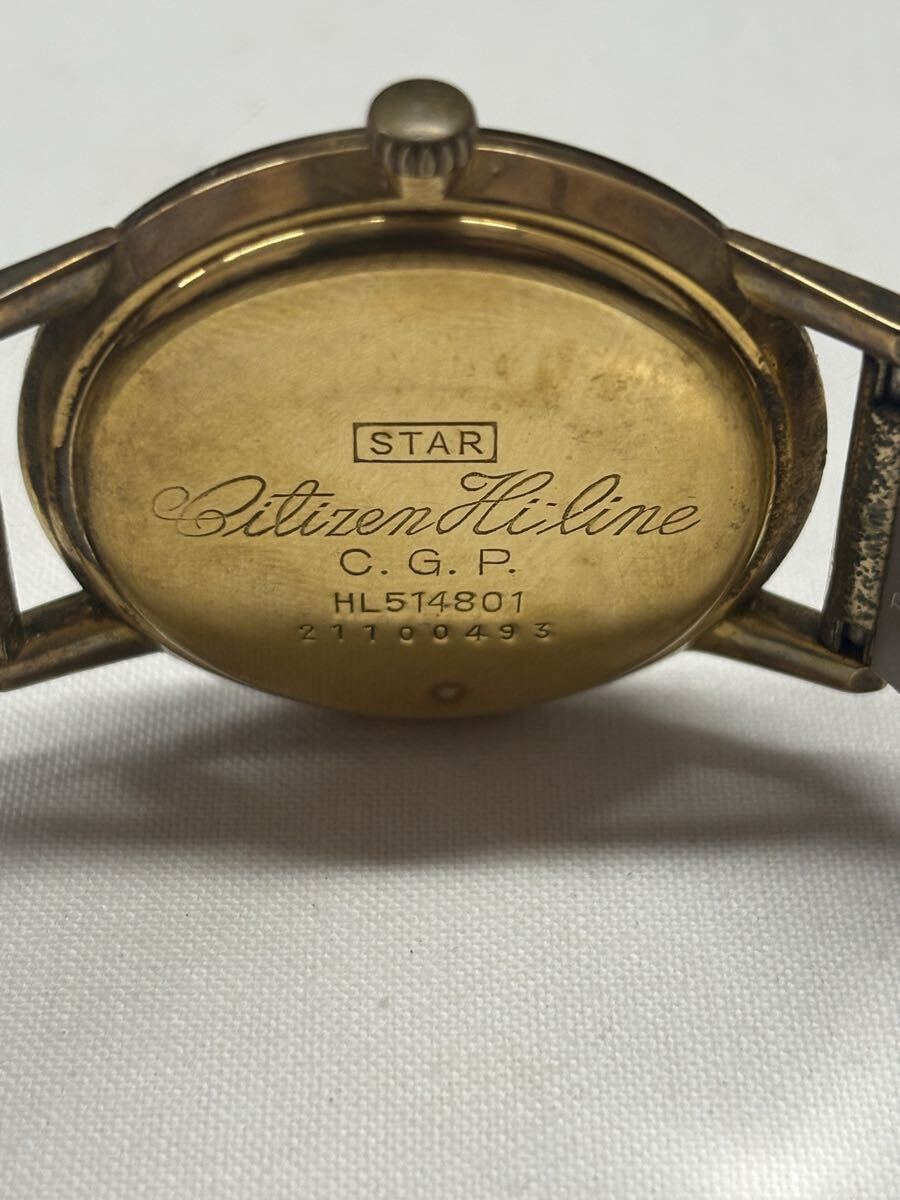 STAR
Citizen Hi-line
C. G. P.
HL514801
21100493